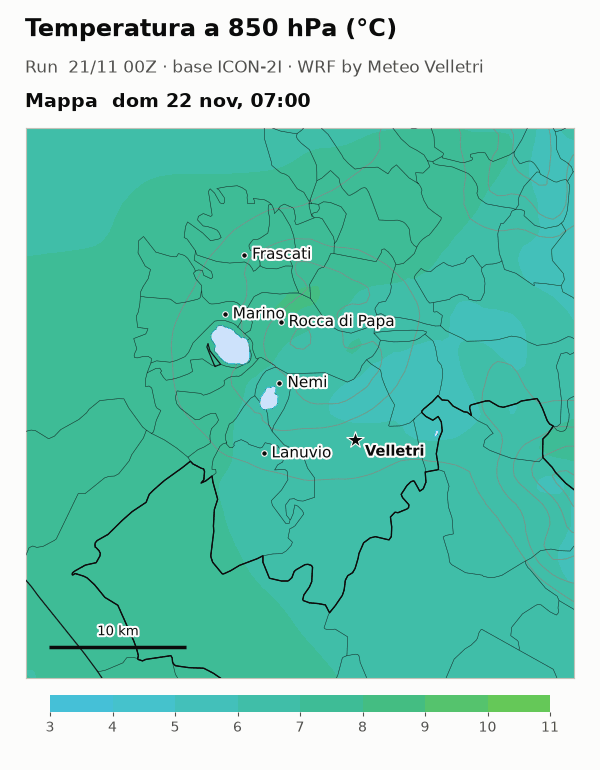 Temperatura a 850 hPa (°C)
Run  21/11 00Z · base ICON-2I · WRF by Meteo Velletri
Mappa  dom 22 nov, 07:00
Frascati
Marino
Rocca di Papa
Nemi
Velletri
Lanuvio
10 km
3 4 5 6 7 8 9 10 11